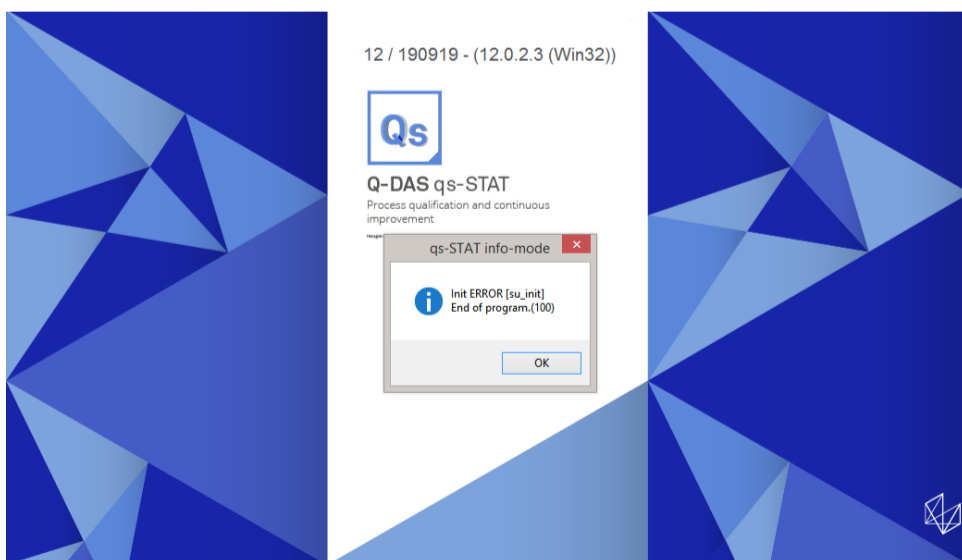 12 / 190919 - (12.0.2.3 (Win32))
Qs
Q-DAS qs-STAT
Process qualification and continuous
improvement
qs-STAT info-mode
Init ERROR [su_init]
End of program.(100)
OK